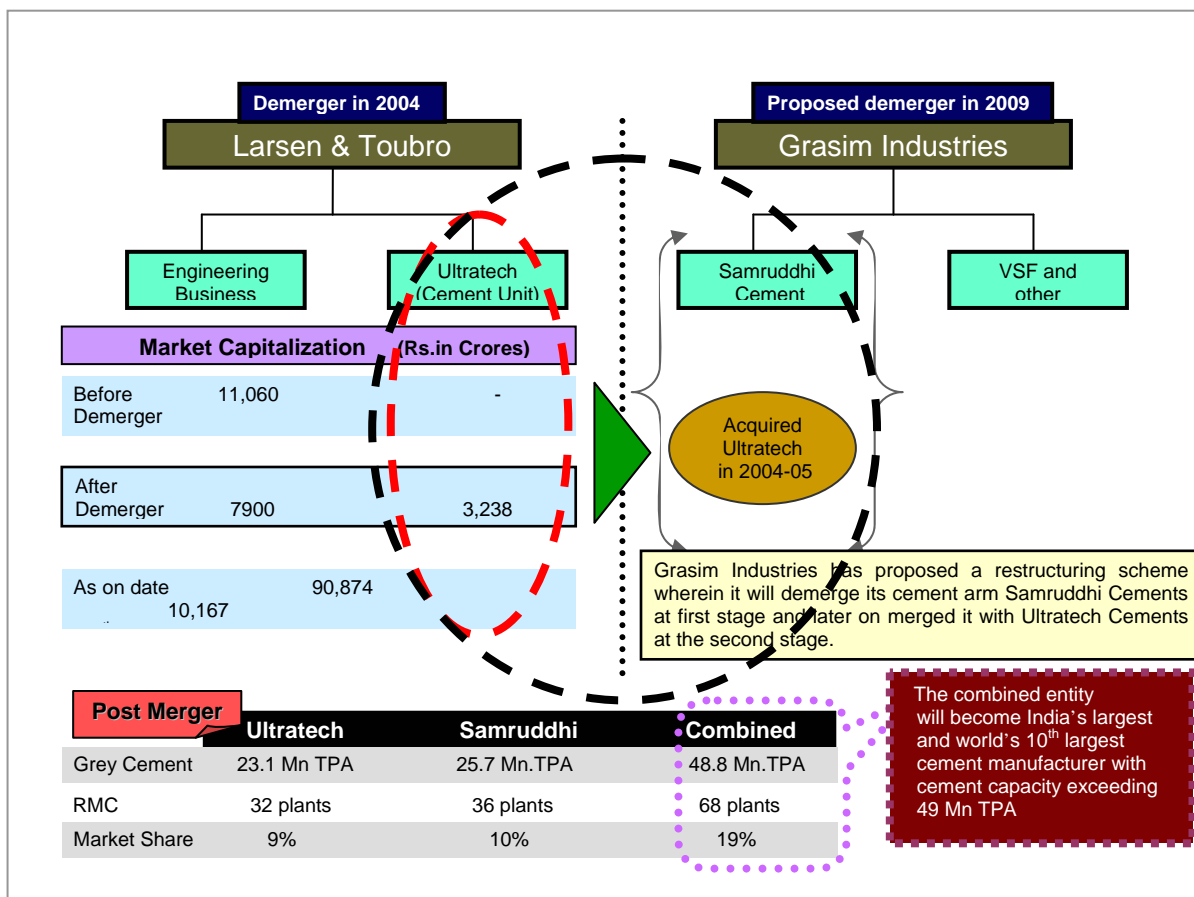 Demerger in 2004
Larsen & Toubro
Engineering
Business
Ultratech
(Cement Unit)
Proposed demerger in 2009
Grasim Industries
Samruddhi
Cement
VSF and
other
Market Capitalization (Rs.in Crores)
Before 11,060 -
Demerger
After
Demerger 7900 3,238
As on date 90,874
10,167
Acquired
Ultratech
in 2004-05
Grasim Industries has proposed a restructuring scheme
wherein it will demerge its cement arm Samruddhi Cements
at first stage and later on merged it with Ultratech Cements
at the second stage.
Post Merger
Ultratech Samruddhi Combined
Grey Cement 23.1 Mn TPA 25.7 Mn.TPA 48.8 Mn.TPA
RMC 32 plants 36 plants 68 plants
Market Share 9% 10% 19%
The combined entity
will become India's largest
and world's 10th largest
cement manufacturer with
cement capacity exceeding
49 Mn TPA